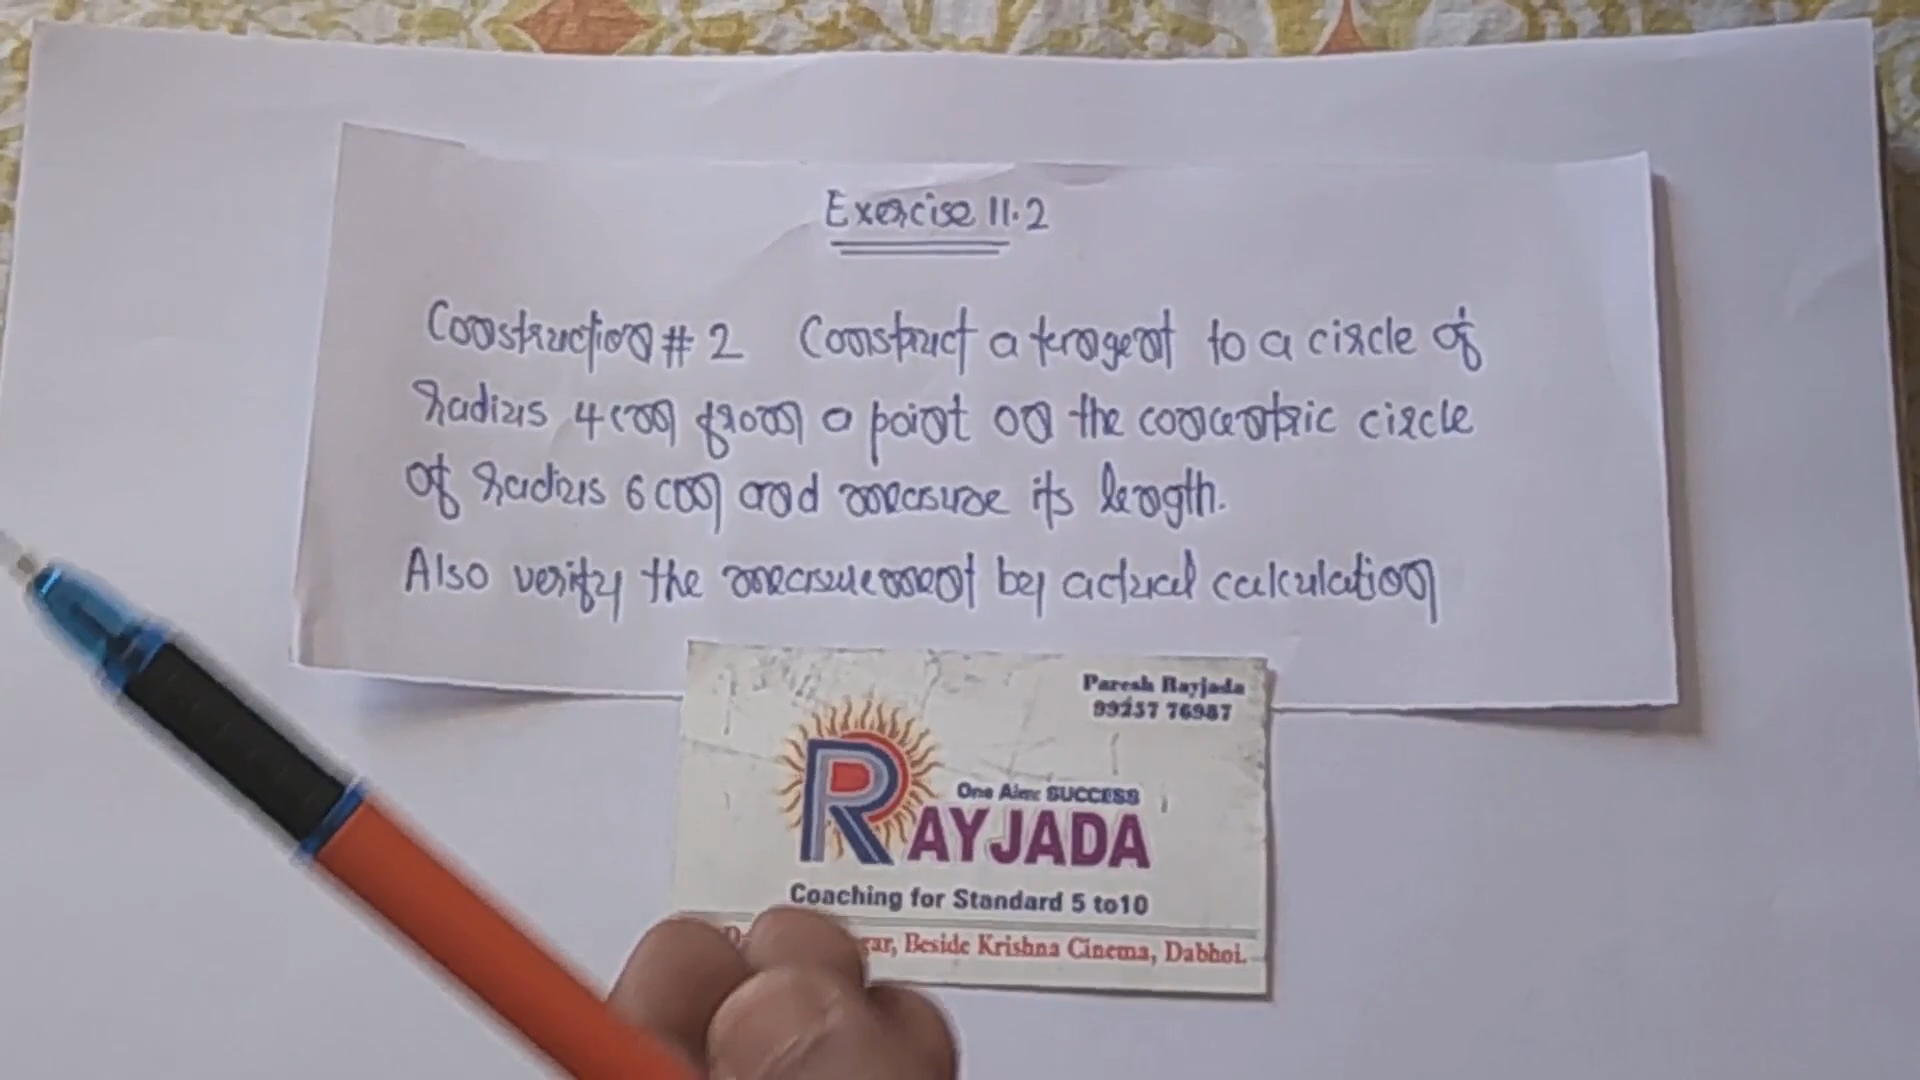 Exercise 11.2
Construction # 2 Construct a tangent to a circle of
radius 4 cm from a point on the concentric circle
of radius 6 cm and measure its length.
Also verify the measurement by actual calculation
Paresh Rayjada
99257 76987
One Aim: SUCCESS
RAYJADA
Coaching for Standard 5 to10
Beside Krishna Cinema, Dabhoi.